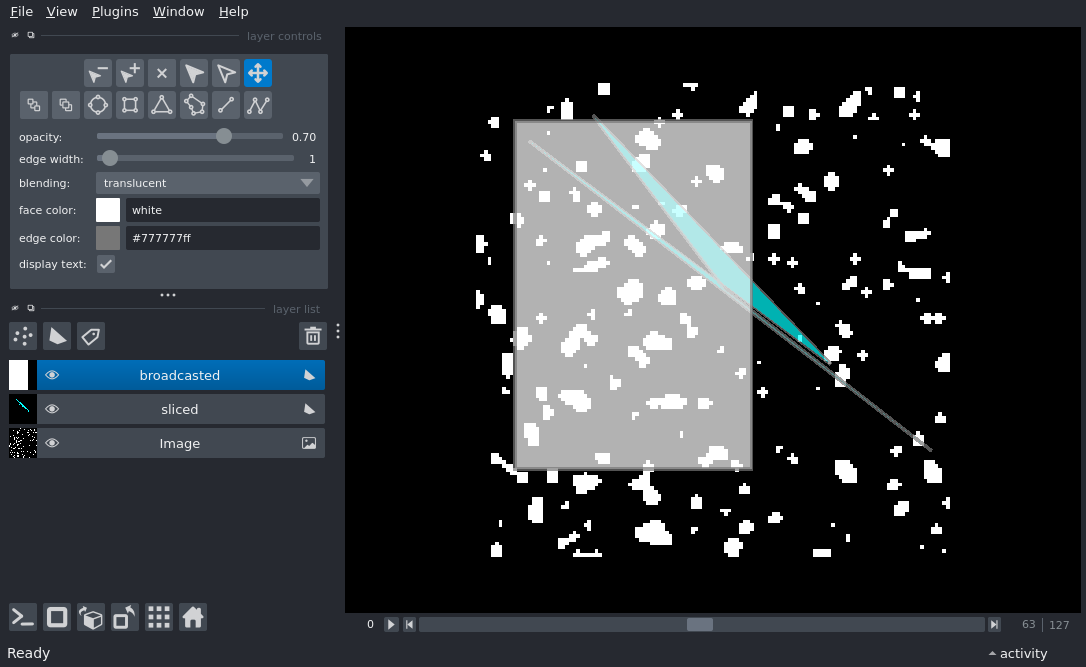 File View Plugins Window Help
layer controls
opacity: 0.70
edge width: 1
blending: translucent
face color: white
edge color: #777777ff
display text:
layer list
broadcasted
sliced
Image
0 63 127
Ready activity